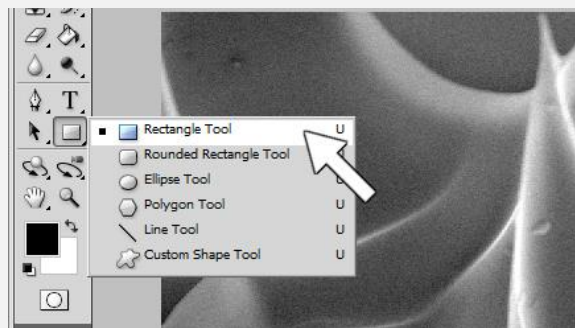 T
Rectangle Tool U
Rounded Rectangle Tool
Ellipse Tool U
Polygon Tool U
Line Tool U
Custom Shape Tool U